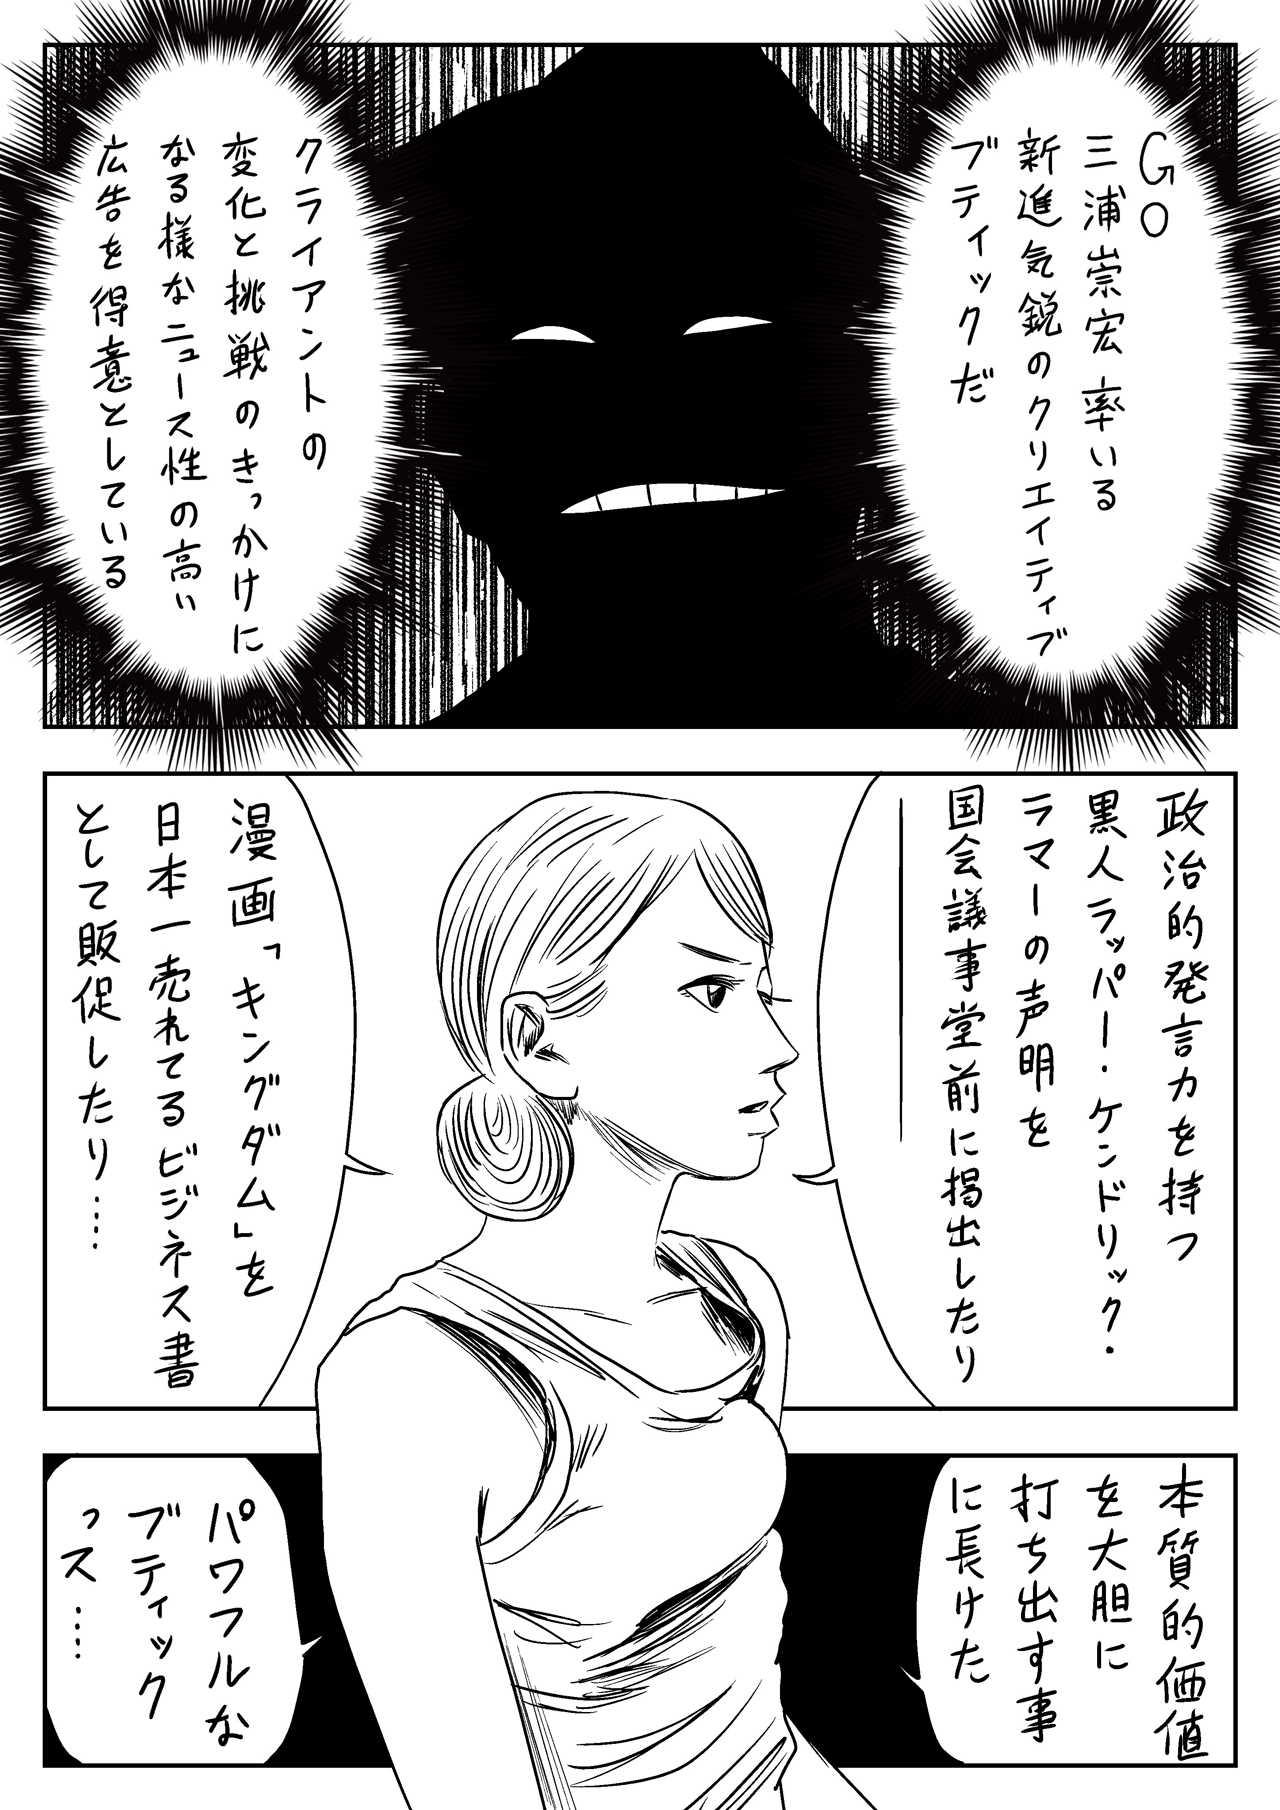 GO
三浦崇宏率いる
新進気鋭のクリエイティブ
ブティックだ
クライアントの
変化と挑戦のきっかけに
なる様なニュース性の高い
広告を得意としている
政治的発言力を持つ
黒人ラッパー・ケンドリック・
ラマーの声明を
国会議事堂前に掲出したり
漫画「キングダム」を
日本一売れてるビジネス書
として販促したり……
本質的価値
を大胆に
打ち出す事
に長けた
パワフルな
ブティック
っス……